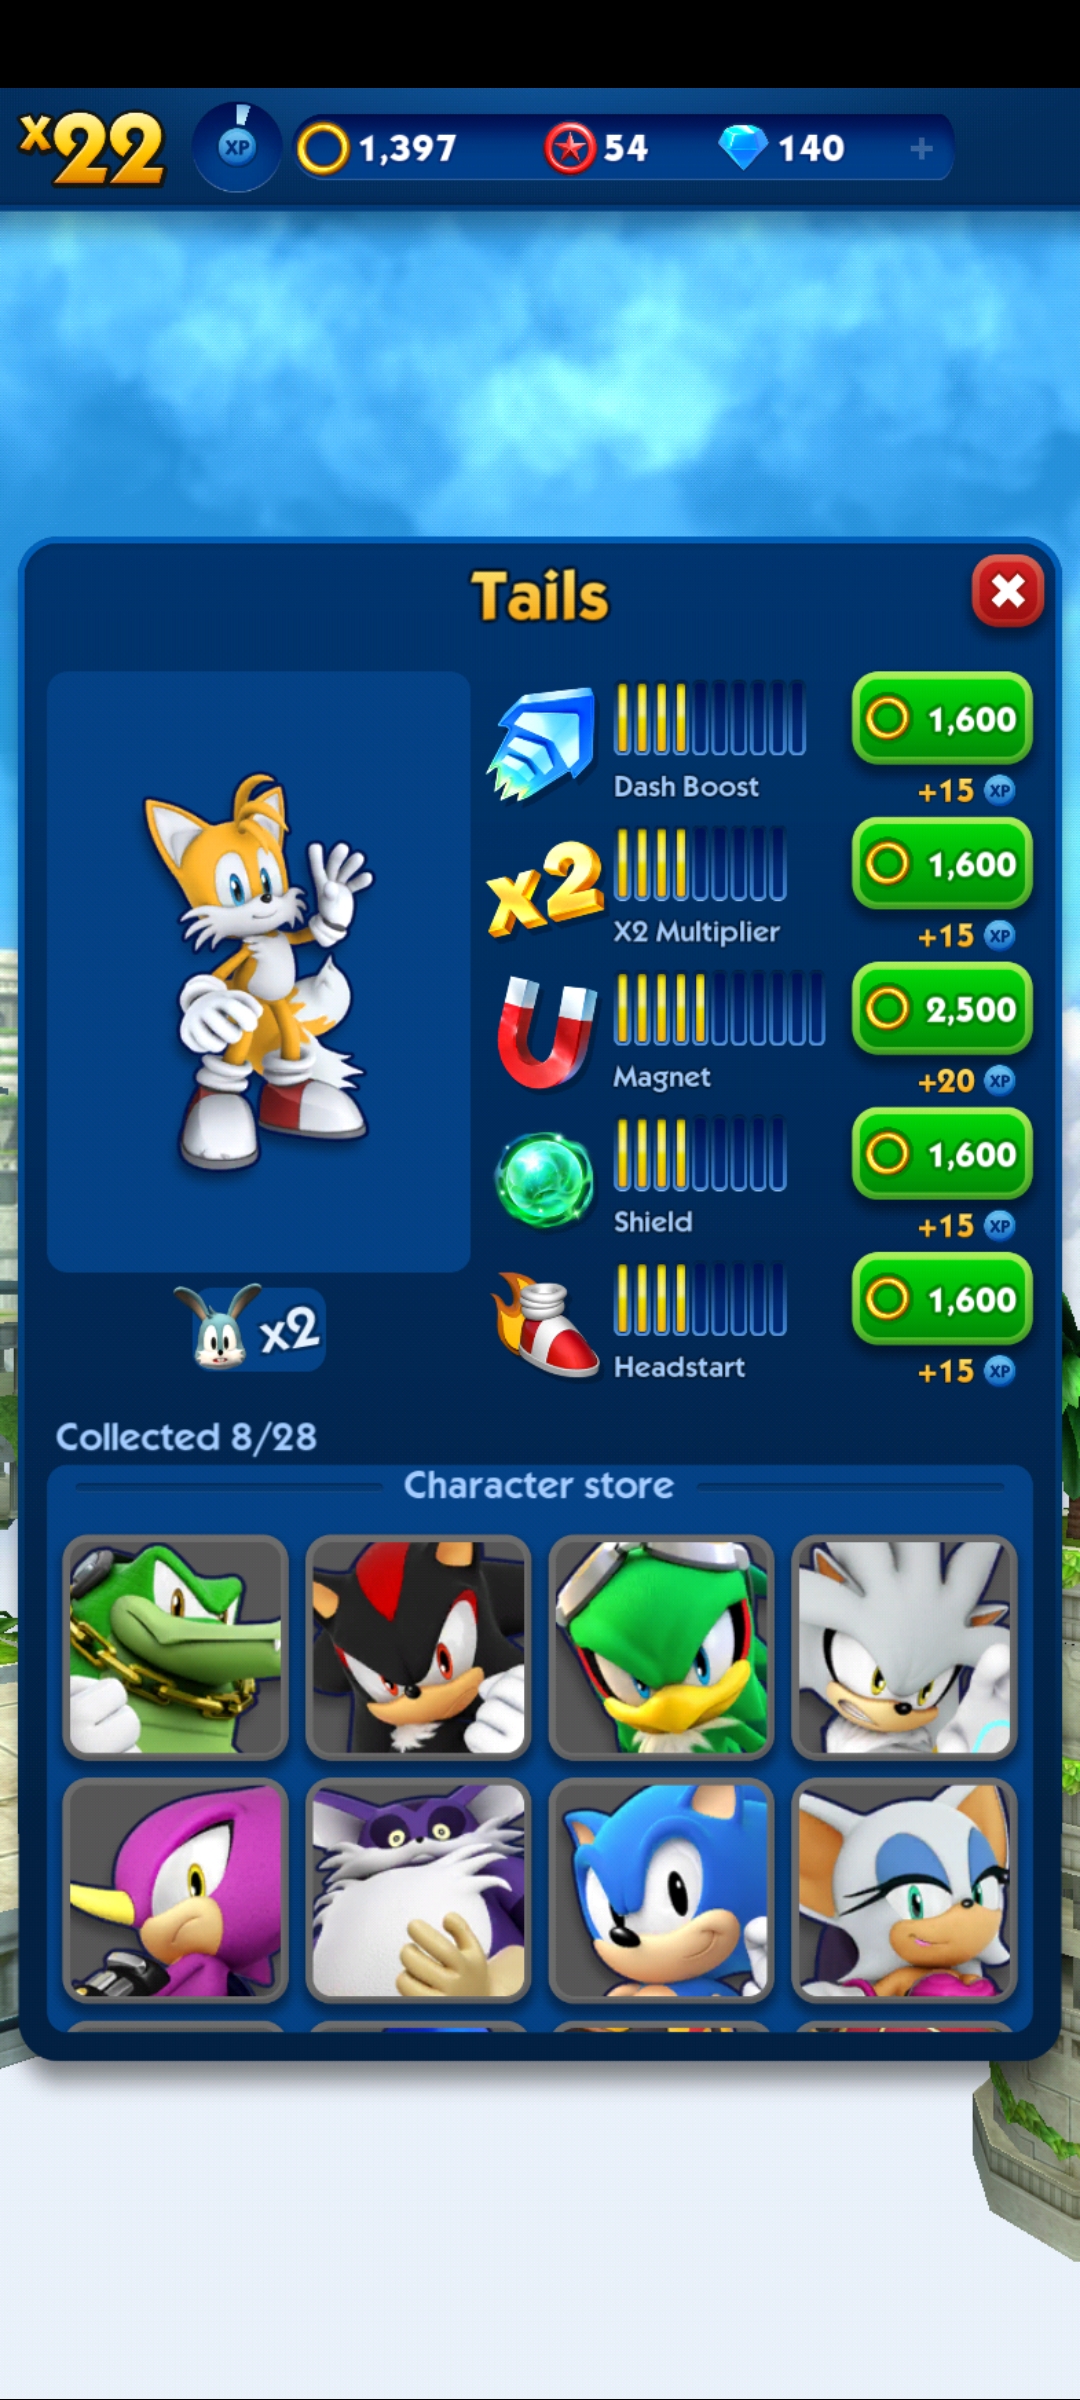 x22 XP 1,397 54 140 +
Tails
1,600
Dash Boost
+15 XP
x2
1,600
X2 Multiplier
+15 XP
2,500
Magnet
+20 XP
1,600
Shield
+15 XP
1,600
Headstart
+15 XP
x2
Collected 8/28
Character store